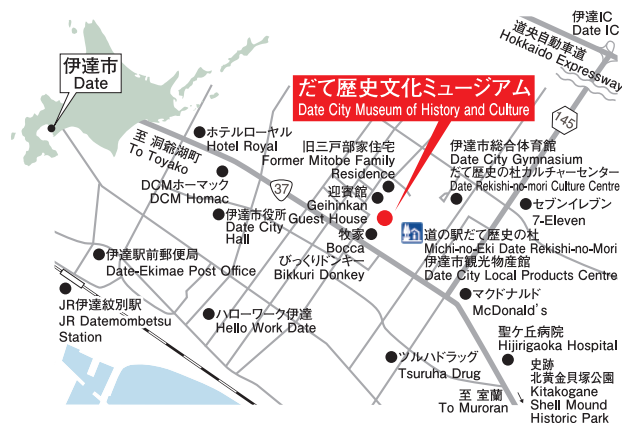 伊達市
Date
だて歴史文化ミュージアム
Date City Museum of History and Culture
伊達IC
Date IC
道央自動車道
Hokkaido Expressway
145
至 洞爺湖町
To Toyako
ホテルローヤル
Hotel Royal
旧三戸部家住宅
Former Mitobe Family
Residence
伊達市総合体育館
Date City Gymnasium
だて歴史の杜カルチャーセンター
Date Rekishi-no-mori Culture Centre
DCMホーマック
DCM Homac
37
迎賓館
Geihinkan
Guest House
セブンイレブン
7-Eleven
伊達市役所
Date City
Hall
牧家
Bocca
道の駅だて歴史の杜
Michi-no-Eki Date Rekishi-no-Mori
伊達市観光物産館
Date City Local Products Centre
びっくりドンキー
Bikkuri Donkey
伊達駅前郵便局
Date-Ekimae Post Office
JR伊達紋別駅
JR Datemombetsu
Station
ハローワーク伊達
Hello Work Date
マクドナルド
McDonald's
聖ケ丘病院
Hijirigaoka Hospital
ツルハドラッグ
Tsuruha Drug
史跡
北黄金貝塚公園
Kitakogane
Shell Mound
Historic Park
至 室蘭
To Muroran